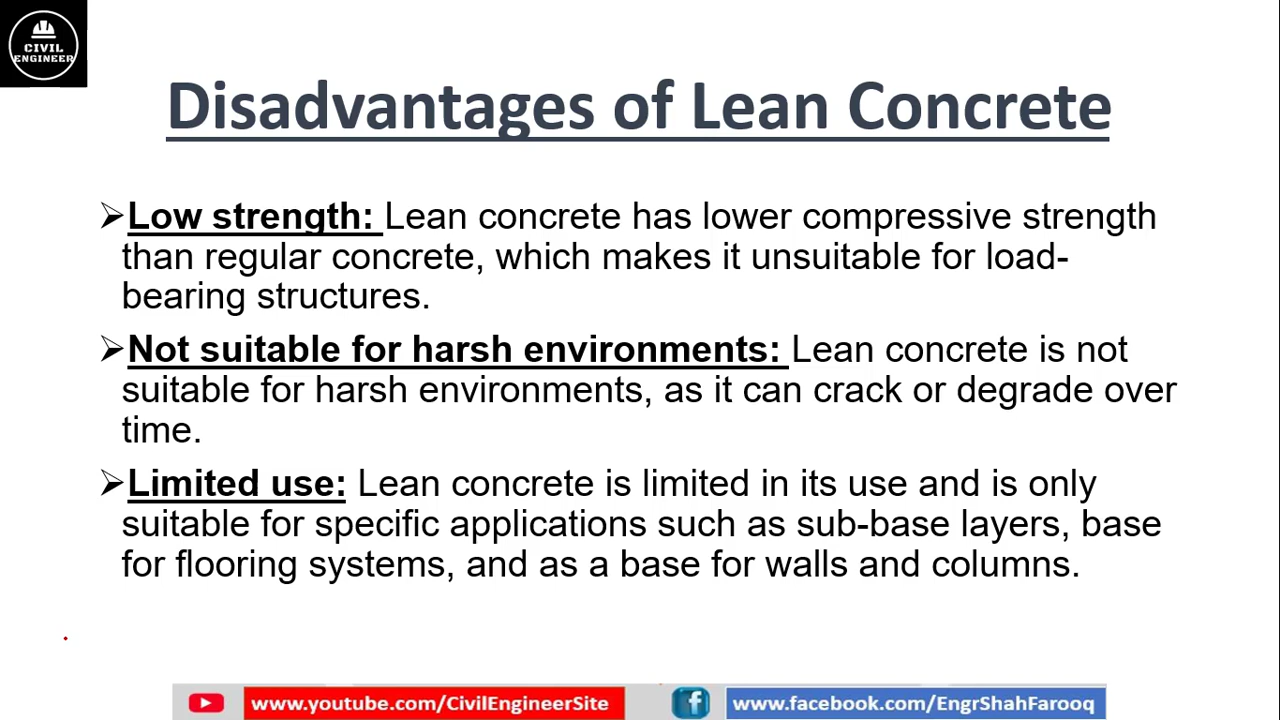 CIVIL
ENGINEER
Disadvantages of Lean Concrete
➢Low strength: Lean concrete has lower compressive strength
than regular concrete, which makes it unsuitable for load-
bearing structures.
➢Not suitable for harsh environments: Lean concrete is not
suitable for harsh environments, as it can crack or degrade over
time.
➢Limited use: Lean concrete is limited in its use and is only
suitable for specific applications such as sub-base layers, base
for flooring systems, and as a base for walls and columns.
www.youtube.com/CivilEngineerSite
f www.facebook.com/EngrShahFarooq